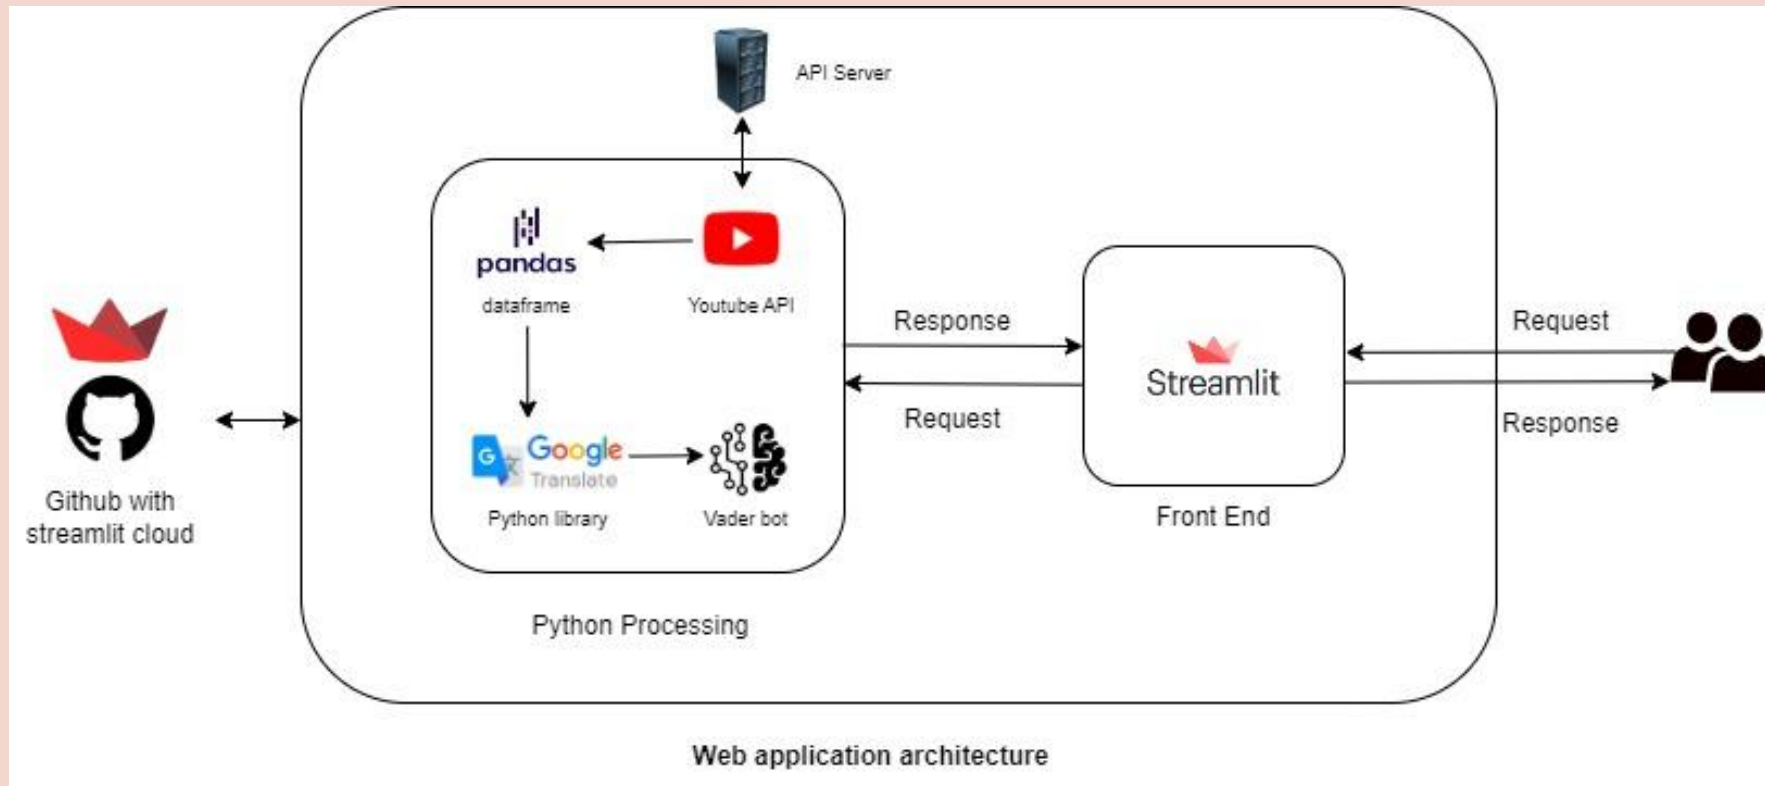 API Server
pandas
dataframe
Youtube API
G 文
Google
Translate
Python library
Vader bot
Python Processing
Response
Request
Streamlit
Front End
Request
Response
Github with
streamlit cloud
Web application architecture